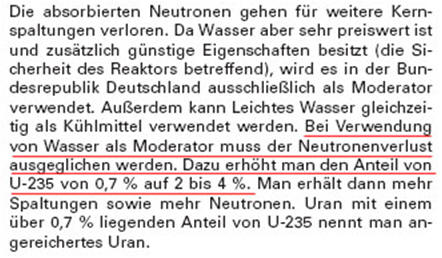 Die absorbierten Neutronen gehen für weitere Kern-
spaltungen verloren. Da Wasser aber sehr preiswert ist
und zusätzlich günstige Eigenschaften besitzt (die Si-
cherheit des Reaktors betreffend), wird es in der Bun-
desrepublik Deutschland ausschließlich als Moderator
verwendet. Außerdem kann Leichtes Wasser gleichzei-
tig als Kühlmittel verwendet werden. Bei Verwendung
von Wasser als Moderator muss der Neutronenverlust
ausgeglichen werden. Dazu erhöht man den Anteil von
U-235 von 0,7 % auf 2 bis 4 %. Man erhält dann mehr
Spaltungen sowie mehr Neutronen. Uran mit einem
über 0,7 % liegenden Anteil von U-235 nennt man an-
gereichertes Uran.